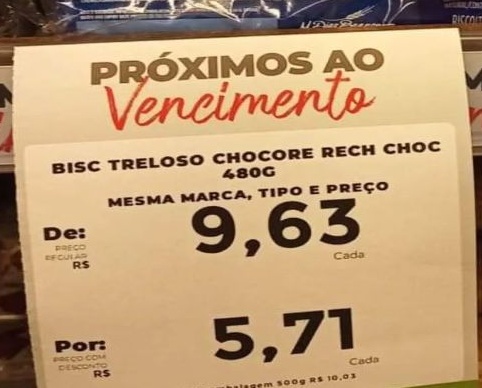 PRÓXIMOS AO
Vencimento
BISC TRELOSO CHOCORE RECH CHOC
480G
MESMA MARCA, TIPO E PREÇO
De:
PREÇO
REGULAR
R$
9,63
Cada
Por:
PREÇO COM
DESCONTO
R$
5,71
Cada
balagem 500g R$ 10,03